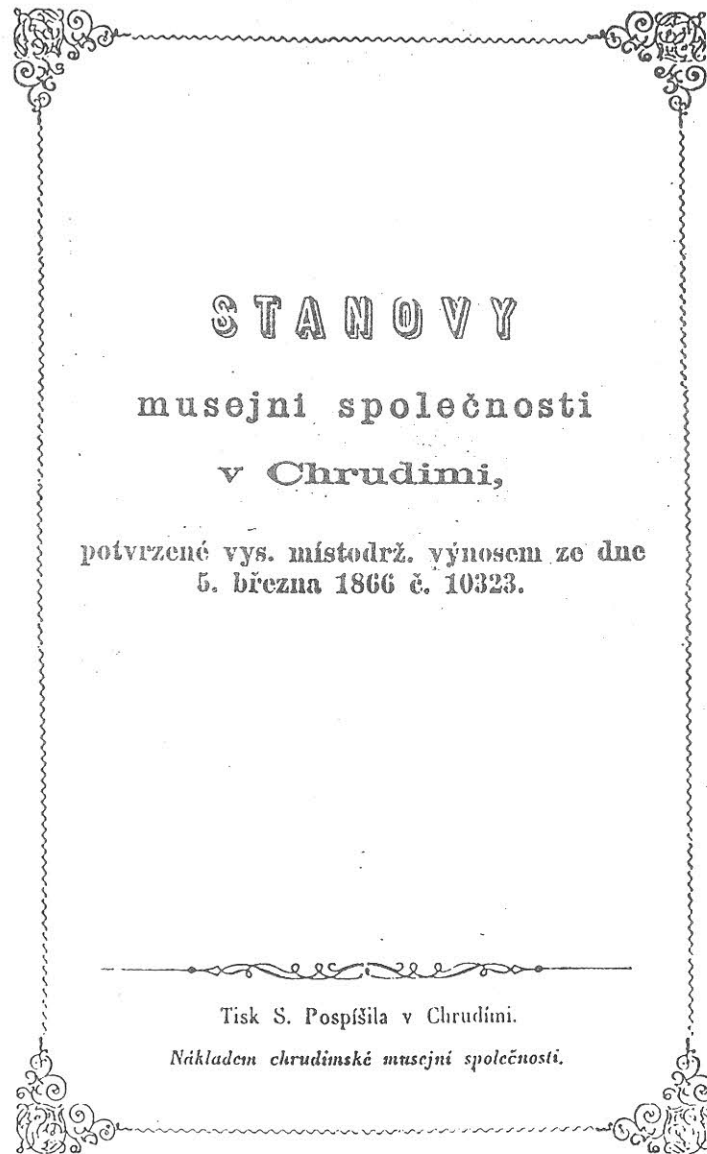 STANOVY
musejni společnosti
v Chrudimi,
potvrzené vys. místodrž. výnosem ze dne
5. března 1866 č. 10323.
Tisk S. Pospíšila v Chrudími.
Nákladem chrudimské musejní společnosti.